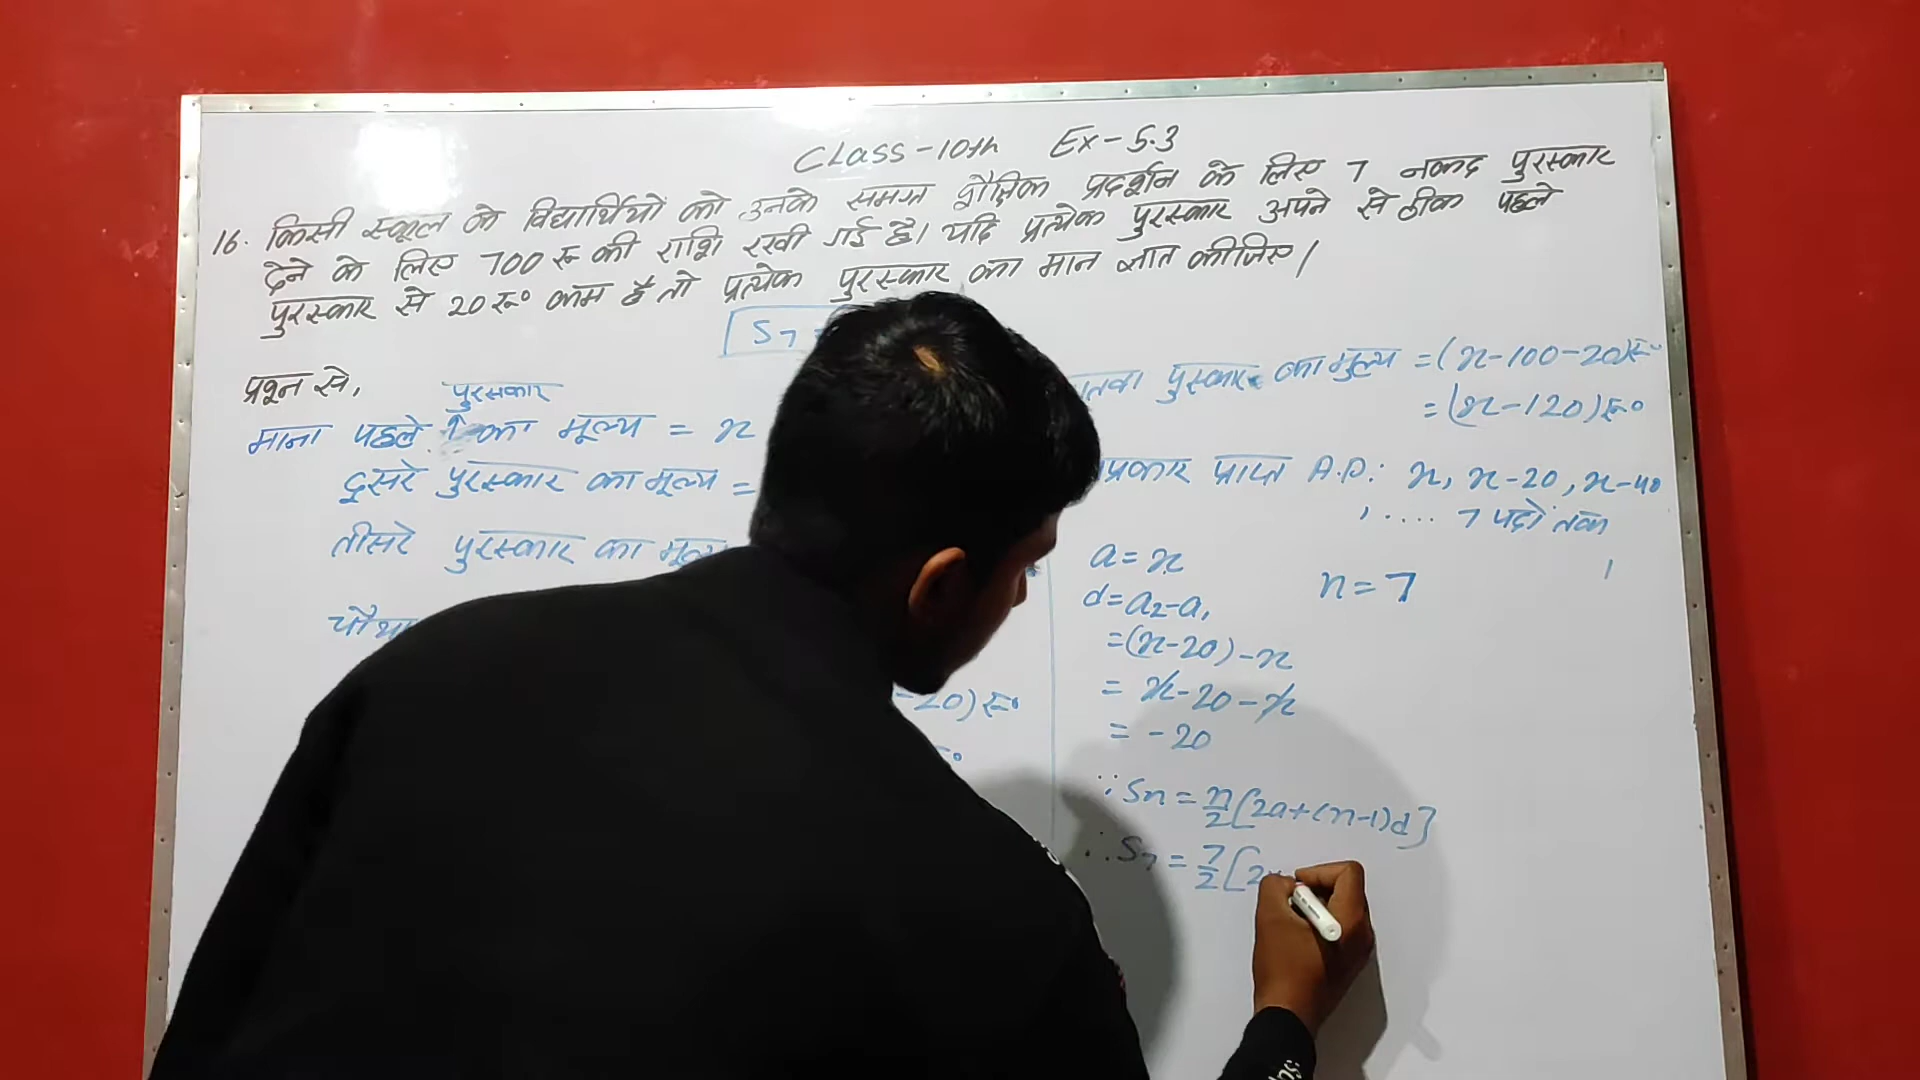 Class-10th Ex-5.3
16. किसी स्कूल के विद्यार्थियों को उनके समग्र शैक्षिक प्रदर्शन के लिए 7 नकद पुरस्कार
देने के लिए 700 रू की राशि रखी गई है। यदि प्रत्येक पुरस्कार अपने से ठीक पहले
पुरस्कार से 20 रू० कम है तो प्रत्येक पुरस्कार का मान ज्ञात कीजिए।
S₇
प्रश्न से,
पुरस्कार
माना पहले ↑ का मूल्य = x
दुसरे पुरस्कार का मूल्य =
तीसरे पुरस्कार का
-20) रू०
पुरस्कार का मुल्य = (x-100-20) रू०
= (x-120) रू०
प्रकार प्राप्त A.P: x, x-20, x-40
, .... 7 पदों तक
a = x
n = 7
d = a₂-a₁
= (x-20)-x
= x-20-x
= -20
∵ Sn = n/2 [2a+(n-1)d]
∴ S₇ = 7/2 [2